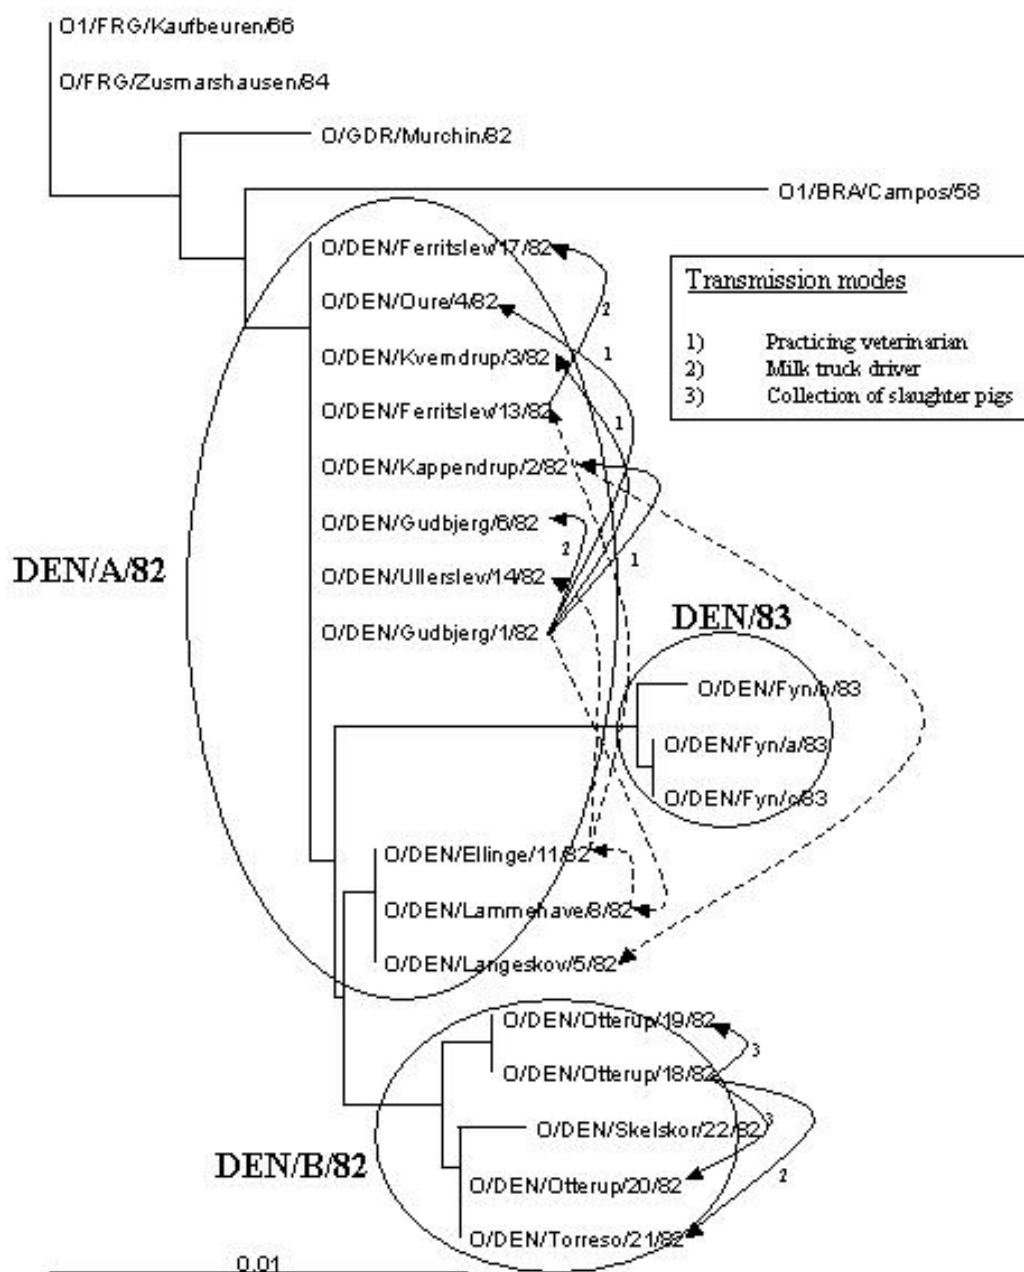 O1/FRG/Kaufbeuren/66
O/FRG/Zusmarshausen/84
O/GDR/Murchin/82
O1/BRA/Campos/58
O/DEN/Ferritslev/17/82
O/DEN/Oure/4/82
O/DEN/Kverndrup/3/82
O/DEN/Ferritslev/13/82
O/DEN/Kappendrup/2/82
O/DEN/Gudbjerg/6/82
O/DEN/Ullerslev/14/82
O/DEN/Gudbjerg/1/82
2
1
1
2
1
Transmission modes
1) Practicing veterinarian
2) Milk truck driver
3) Collection of slaughter pigs
DEN/A/82
DEN/83
O/DEN/Fyn/b/83
O/DEN/Fyn/a/83
O/DEN/Fyn/c/83
O/DEN/Ellinge/11/82
O/DEN/Lammehave/8/82
O/DEN/Langeskov/5/82
O/DEN/Otterup/19/82
3
O/DEN/Otterup/18/82
3
O/DEN/Skelskor/22/82
DEN/B/82
O/DEN/Otterup/20/82
2
O/DEN/Torreso/21/82
0.01